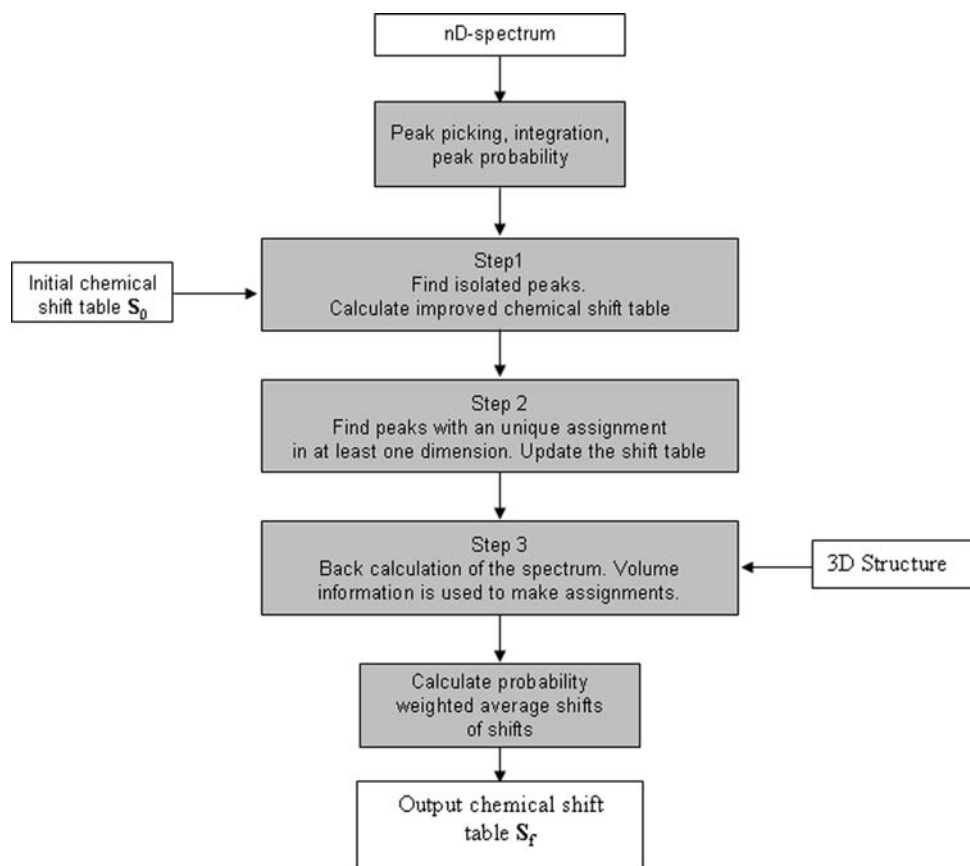 nD-spectrum
Peak picking, integration,
peak probability
Step1
Find isolated peaks.
Calculate improved chemical shift table
Initial chemical
shift table S₀
Step 2
Find peaks with an unique assignment
in at least one dimension. Update the shift table
Step 3
Back calculation of the spectrum. Volume
information is used to make assignments.
3D Structure
Calculate probability
weighted average shifts
of shifts
Output chemical shift
table S_f